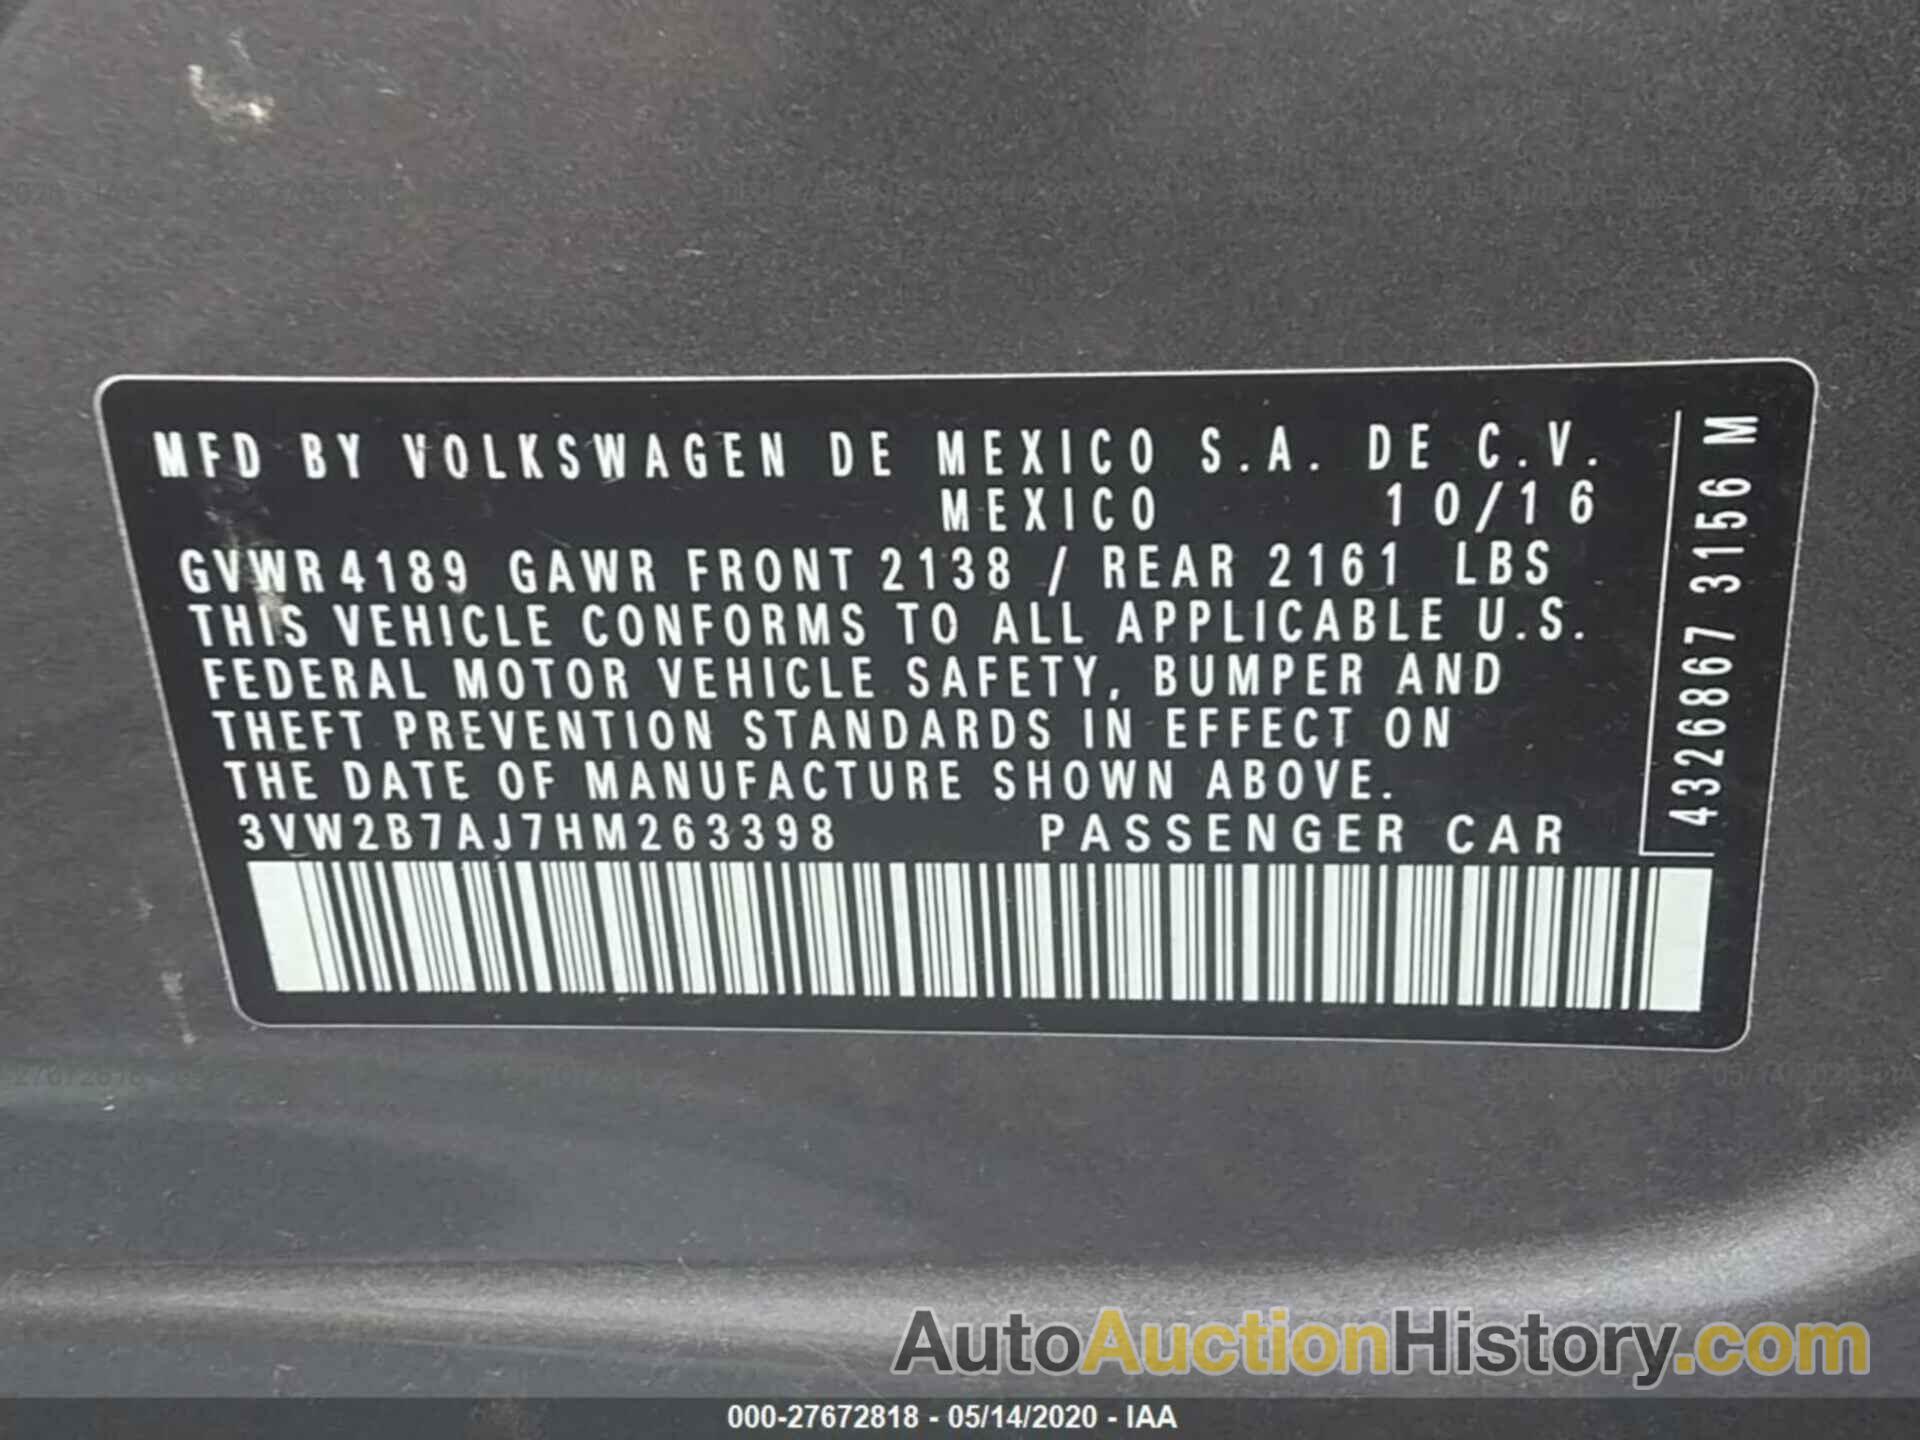 MFD BY VOLKSWAGEN DE MEXICO S.A. DE C.V.
MEXICO 10/16
GVWR 4189 GAWR FRONT 2138 / REAR 2161 LBS
THIS VEHICLE CONFORMS TO ALL APPLICABLE U.S.
FEDERAL MOTOR VEHICLE SAFETY, BUMPER AND
THEFT PREVENTION STANDARDS IN EFFECT ON
THE DATE OF MANUFACTURE SHOWN ABOVE.
3VW2B7AJ7HM263398 PASSENGER CAR
4326867 3156 M
AutoAuctionHistory.com
000-27672818 - 05/14/2020 - IAA